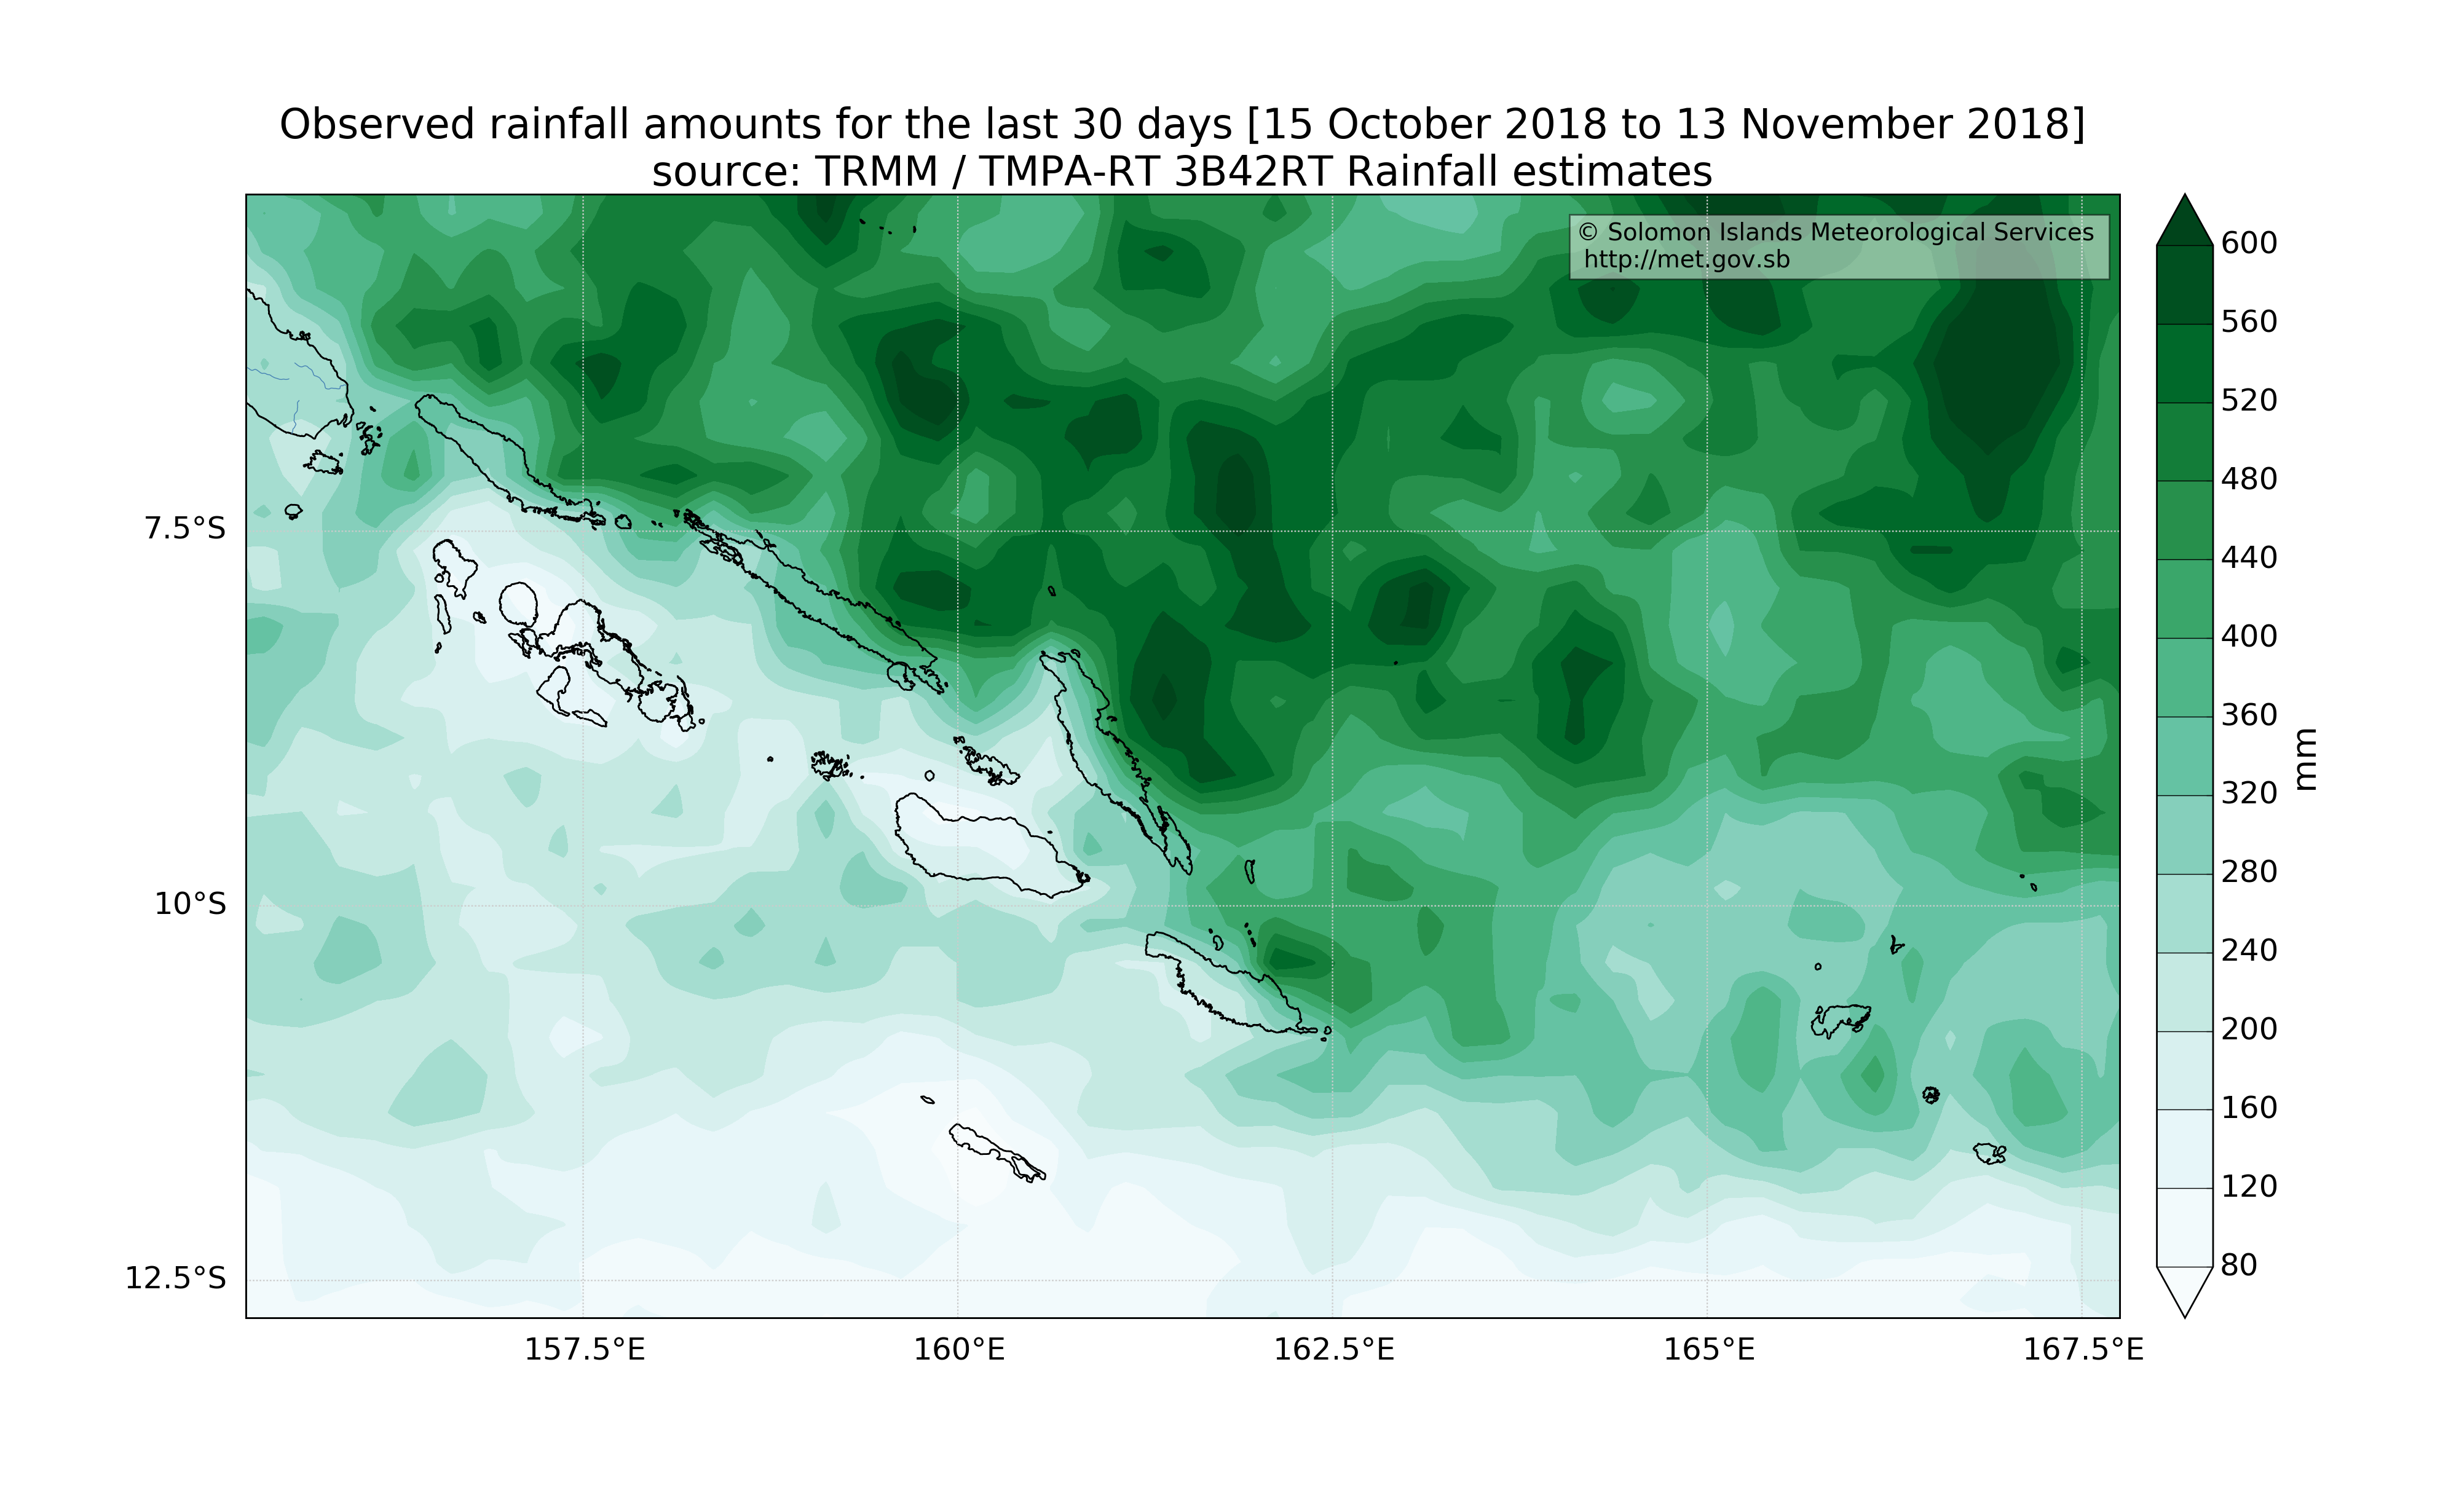 Observed rainfall amounts for the last 30 days [15 October 2018 to 13 November 2018]
source: TRMM / TMPA-RT 3B42RT Rainfall estimates
© Solomon Islands Meteorological Services
http://met.gov.sb
600
560
520
480
440
400
360
320
280
240
200
160
120
80
mm
7.5°S
10°S
12.5°S
157.5°E
160°E
162.5°E
165°E
167.5°E